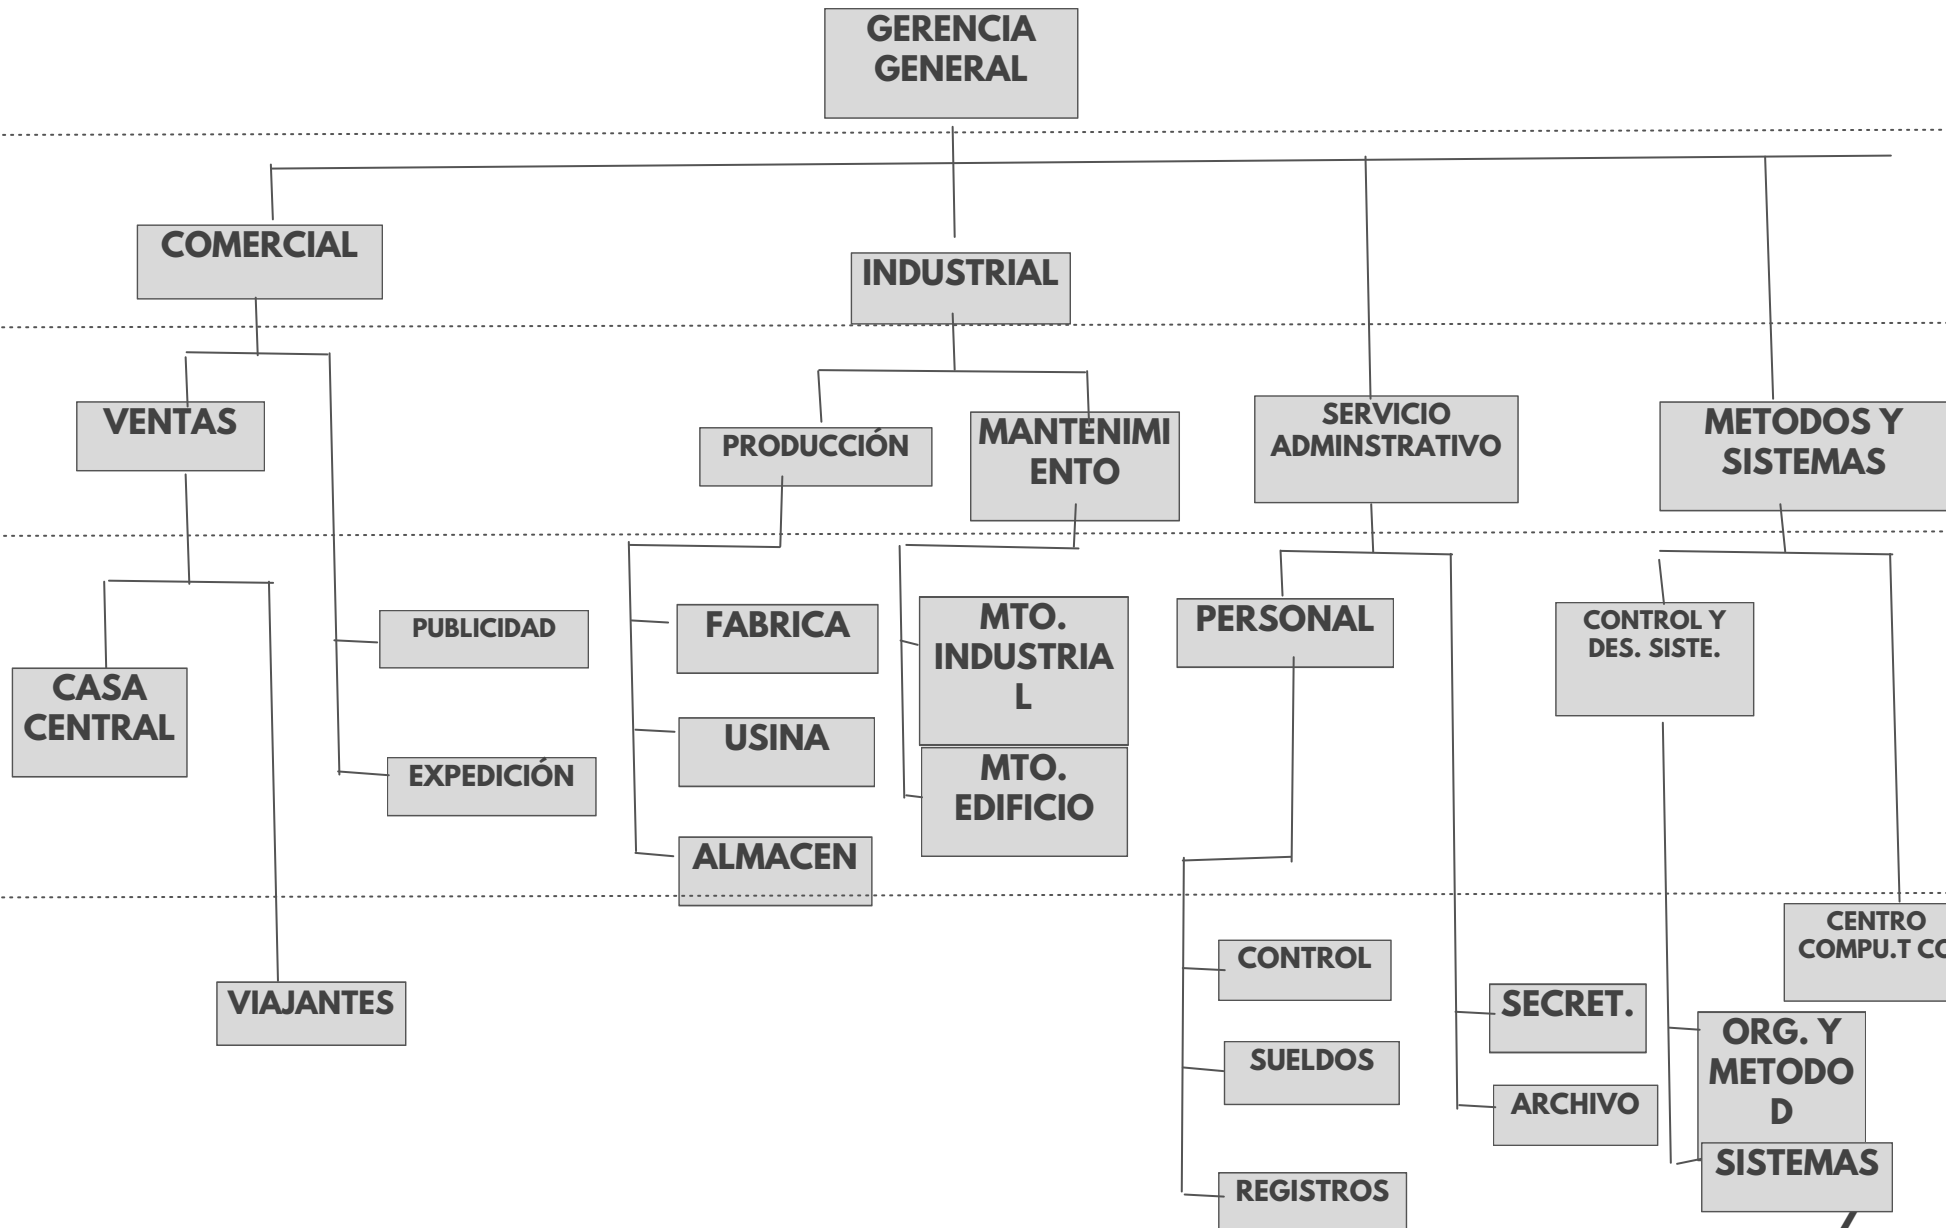 GERENCIA
GENERAL
COMERCIAL
INDUSTRIAL
VENTAS
PRODUCCIÓN
MANTENIMI
ENTO
SERVICIO
ADMINSTRATIVO
METODOS Y
SISTEMAS
CASA
CENTRAL
PUBLICIDAD
EXPEDICIÓN
FABRICA
USINA
ALMACEN
MTO.
INDUSTRIA
L
MTO.
EDIFICIO
PERSONAL
CONTROL Y
DES. SISTE.
VIAJANTES
CONTROL
SUELDOS
REGISTROS
SECRET.
ARCHIVO
CENTRO
COMPU.T CO
ORG. Y
METODO
D
SISTEMAS